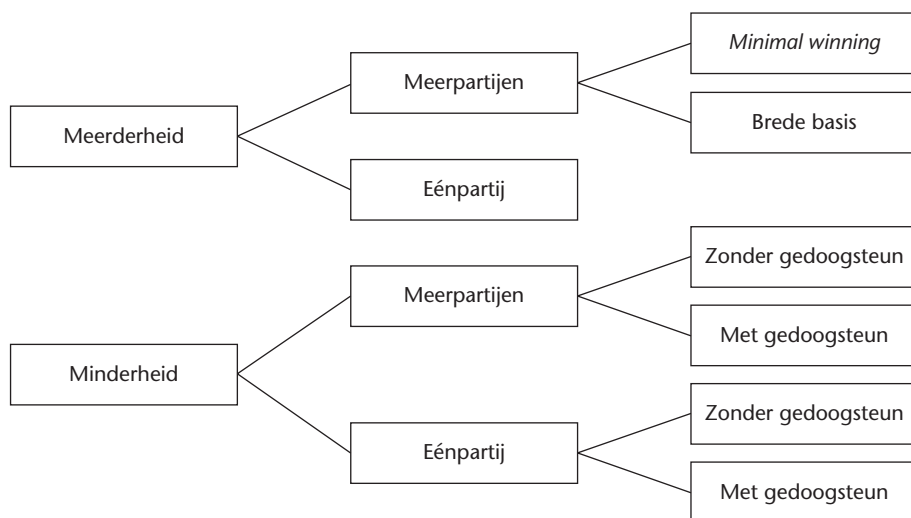 Minimal winning
Meerpartijen
Brede basis
Meerderheid
Eénpartij
Zonder gedoogsteun
Meerpartijen
Met gedoogsteun
Minderheid
Zonder gedoogsteun
Eénpartij
Met gedoogsteun